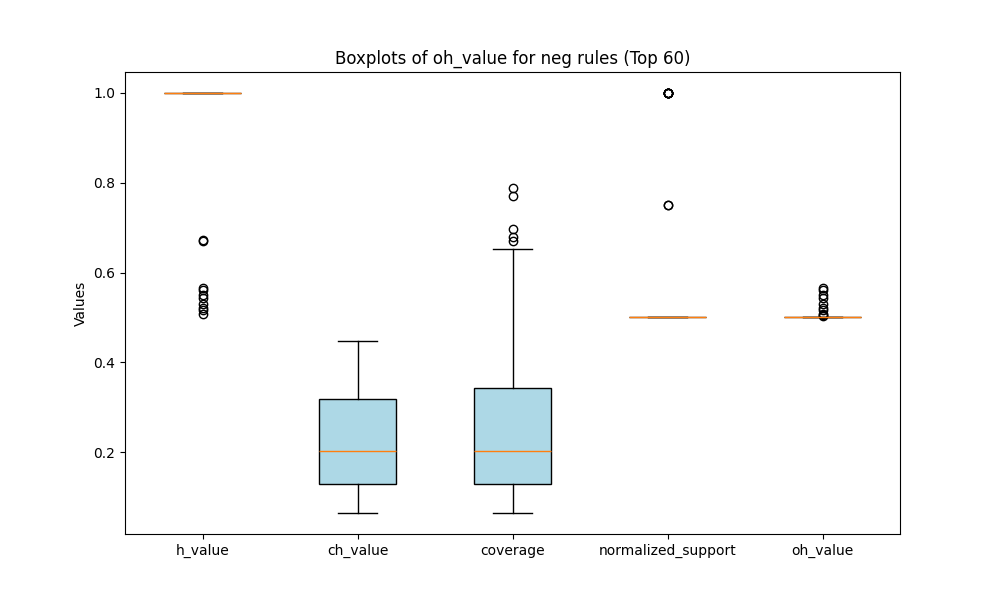 Boxplots of oh_value for neg rules (Top 60)
Values
1.0
0.8
0.6
0.4
0.2
h_value
ch_value
coverage
normalized_support
oh_value